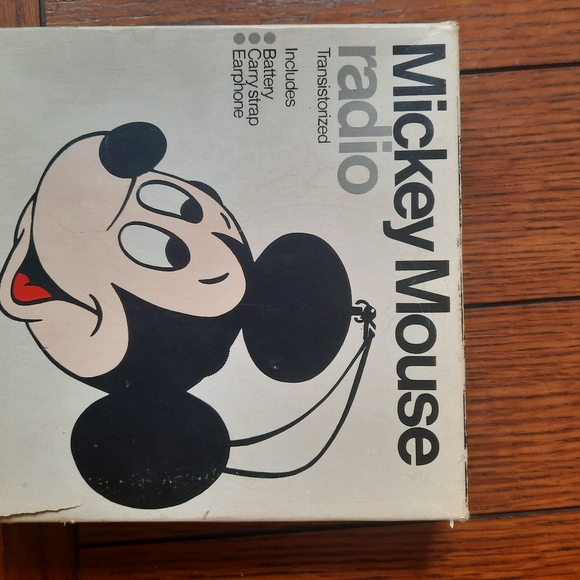 Mickey Mouse
radio
Transistorized
Includes
Battery
Carry strap
Earphone